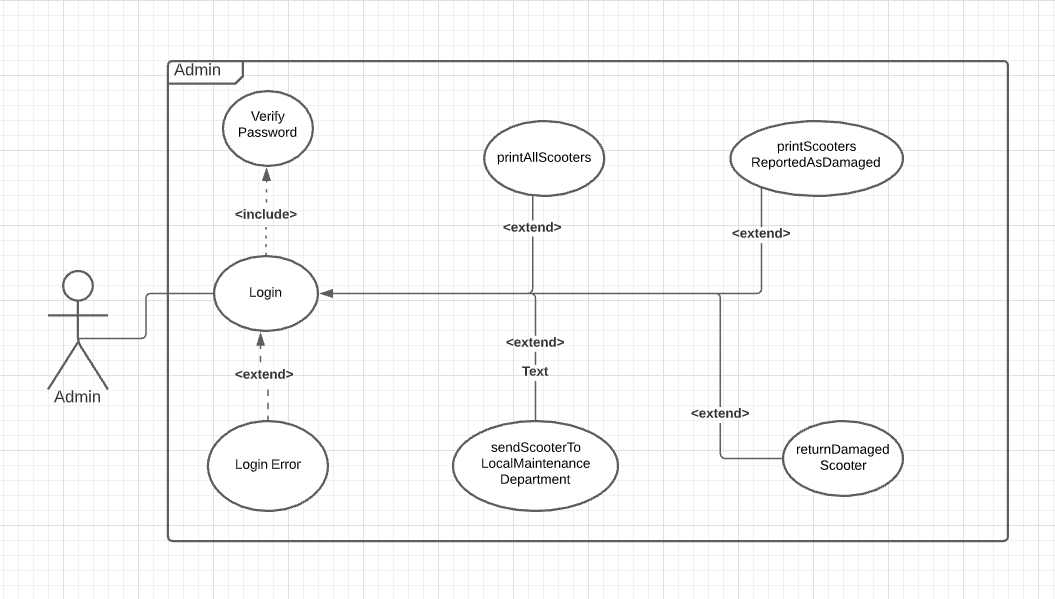 Admin
Verify
Password
printAllScooters
printScooters
ReportedAsDamaged
<include>
<extend>
<extend>
Login
<extend>
Text
<extend>
<extend>
Admin
Login Error
sendScooterTo
LocalMaintenance
Department
returnDamaged
Scooter